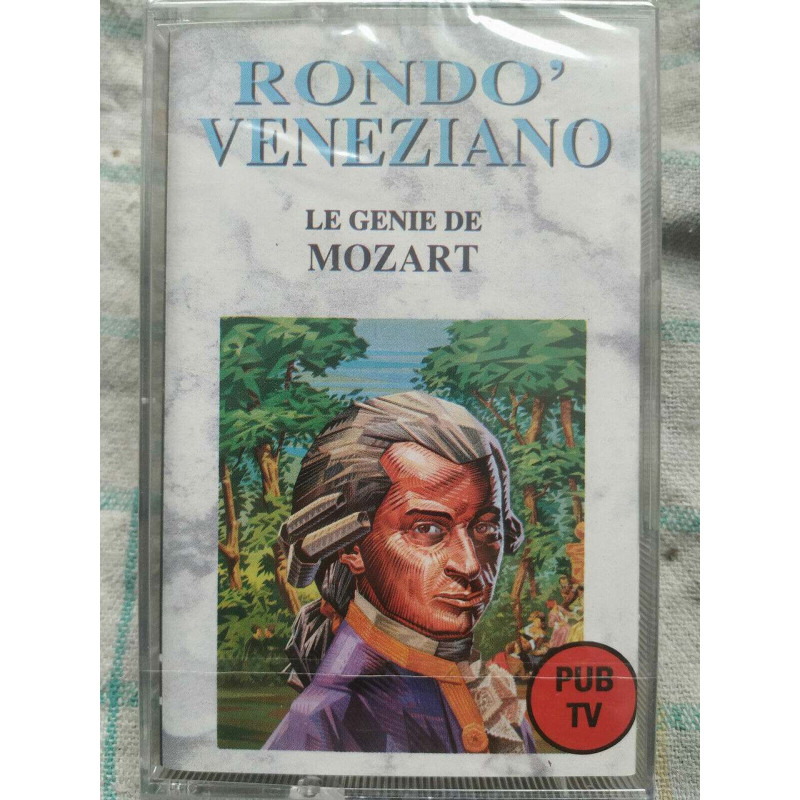 RONDO'
VENEZIANO
LE GENIE DE
MOZART
PUB
TV